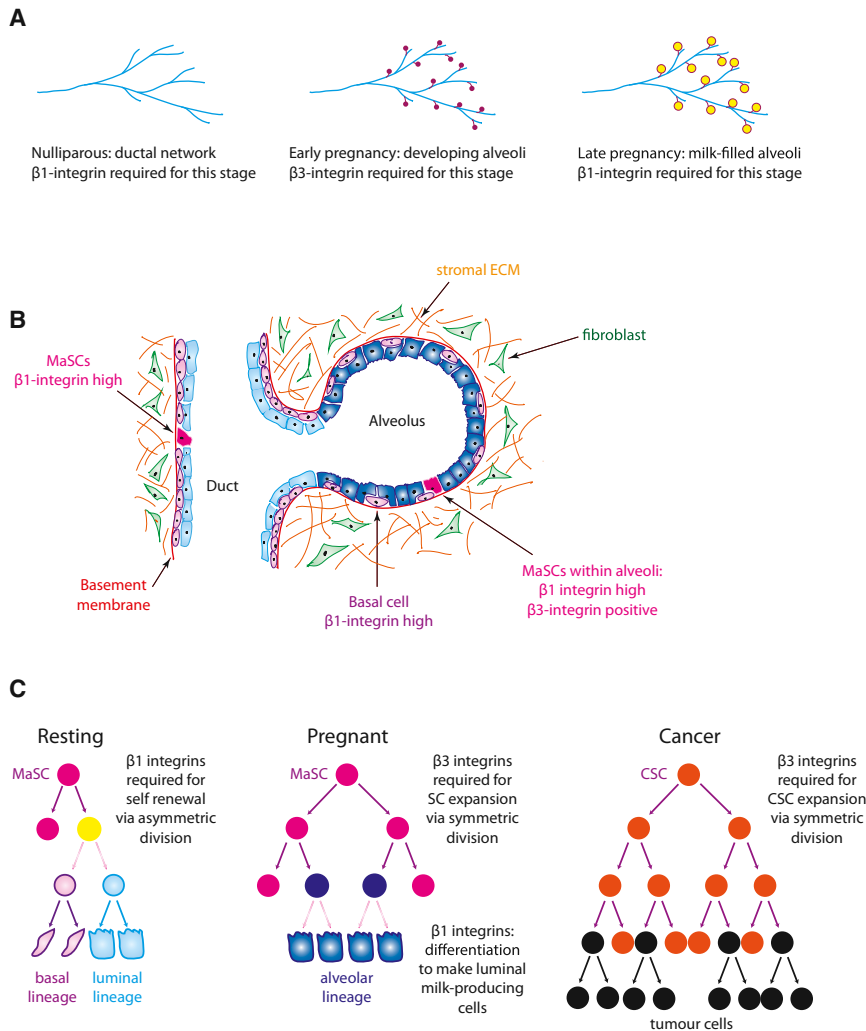 A
Nulliparous: ductal network
β1-integrin required for this stage
Early pregnancy: developing alveoli
β3-integrin required for this stage
Late pregnancy: milk-filled alveoli
β1-integrin required for this stage
B
stromal ECM
fibroblast
MaSCs
β1-integrin high
Alveolus
Duct
Basement
membrane
Basal cell
β1-integrin high
MaSCs within alveoli:
β1 integrin high
β3-integrin positive
C
Resting
MaSC
β1 integrins
required for
self renewal
via asymmetric
division
basal
lineage
luminal
lineage
Pregnant
MaSC
β3 integrins
required for
SC expansion
via symmetric
division
β1 integrins:
differentiation
to make luminal
milk-producing
cells
alveolar
lineage
Cancer
CSC
β3 integrins
required for
CSC expansion
via symmetric
division
tumour cells